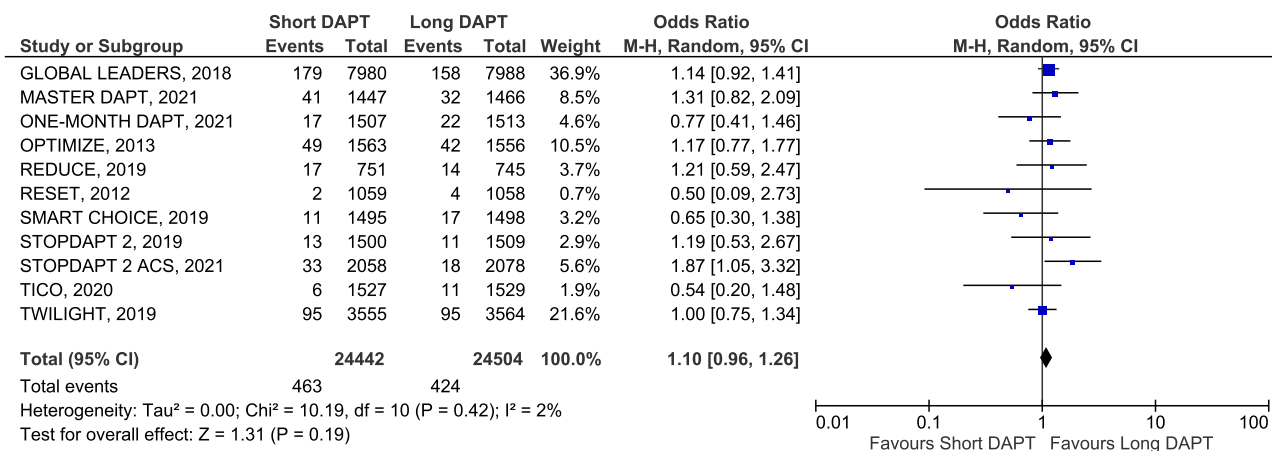 Short DAPT Long DAPT Odds Ratio Odds Ratio
Study or Subgroup Events Total Events Total Weight M-H, Random, 95% CI M-H, Random, 95% CI
GLOBAL LEADERS, 2018 179 7980 158 7988 36.9% 1.14 [0.92, 1.41]
MASTER DAPT, 2021 41 1447 32 1466 8.5% 1.31 [0.82, 2.09]
ONE-MONTH DAPT, 2021 17 1507 22 1513 4.6% 0.77 [0.41, 1.46]
OPTIMIZE, 2013 49 1563 42 1556 10.5% 1.17 [0.77, 1.77]
REDUCE, 2019 17 751 14 745 3.7% 1.21 [0.59, 2.47]
RESET, 2012 2 1059 4 1058 0.7% 0.50 [0.09, 2.73]
SMART CHOICE, 2019 11 1495 17 1498 3.2% 0.65 [0.30, 1.38]
STOPDAPT 2, 2019 13 1500 11 1509 2.9% 1.19 [0.53, 2.67]
STOPDAPT 2 ACS, 2021 33 2058 18 2078 5.6% 1.87 [1.05, 3.32]
TICO, 2020 6 1527 11 1529 1.9% 0.54 [0.20, 1.48]
TWILIGHT, 2019 95 3555 95 3564 21.6% 1.00 [0.75, 1.34]
Total (95% CI) 24442 24504 100.0% 1.10 [0.96, 1.26]
Total events 463 424
Heterogeneity: Tau² = 0.00; Chi² = 10.19, df = 10 (P = 0.42); I² = 2%
Test for overall effect: Z = 1.31 (P = 0.19)
0.01 0.1 1 10 100
Favours Short DAPT Favours Long DAPT